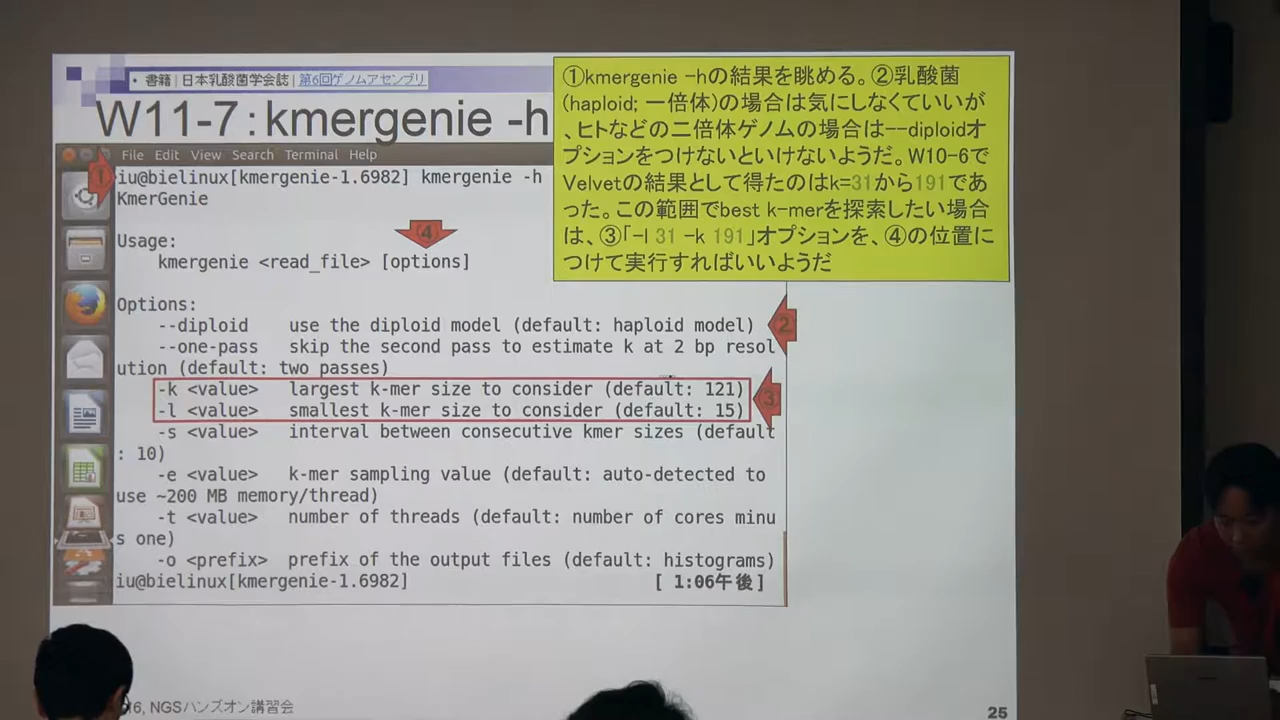 • 書籍 | 日本乳酸菌学会誌 | 第6回ゲノムアセンブリ
W11-7:kmergenie -h
①kmergenie -hの結果を眺める。②乳酸菌
(haploid; 一倍体)の場合は気にしなくていいが
、ヒトなどの二倍体ゲノムの場合は--diploidオ
プションをつけないといけないようだ。W10-6で
Velvetの結果として得たのはk=31から191であ
った。この範囲でbest k-merを探索したい場合
は、③「-l 31 -k 191」オプションを、④の位置に
つけて実行すればいいようだ
File Edit View Search Terminal Help
①
iu@bielinux[kmergenie-1.6982] kmergenie -h
KmerGenie
④
Usage:
kmergenie <read_file> [options]
Options:
--diploid use the diploid model (default: haploid model)
②
--one-pass skip the second pass to estimate k at 2 bp resol
ution (default: two passes)
-k <value> largest k-mer size to consider (default: 121)
③
-l <value> smallest k-mer size to consider (default: 15)
-s <value> interval between consecutive kmer sizes (default
: 10)
-e <value> k-mer sampling value (default: auto-detected to
use ~200 MB memory/thread)
-t <value> number of threads (default: number of cores minu
s one)
-o <prefix> prefix of the output files (default: histograms)
iu@bielinux[kmergenie-1.6982] [ 1:06午後]
6, NGSハンズオン講習会
25